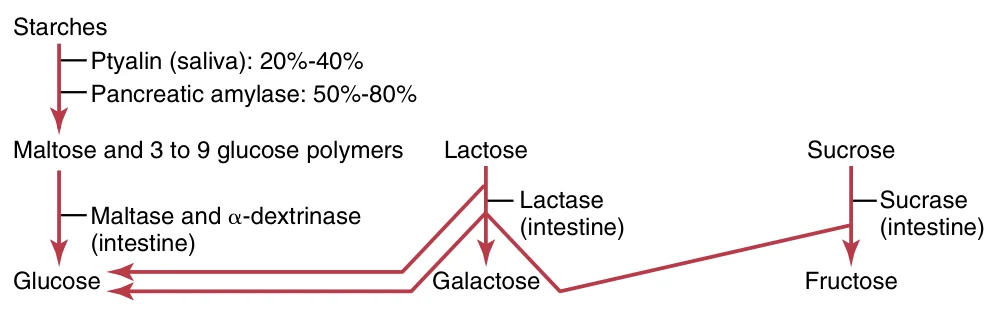 Starches
Ptyalin (saliva): 20%-40%
Pancreatic amylase: 50%-80%
Maltose and 3 to 9 glucose polymers
Lactose
Sucrose
Maltase and α-dextrinase
(intestine)
Lactase
(intestine)
Sucrase
(intestine)
Glucose
Galactose
Fructose